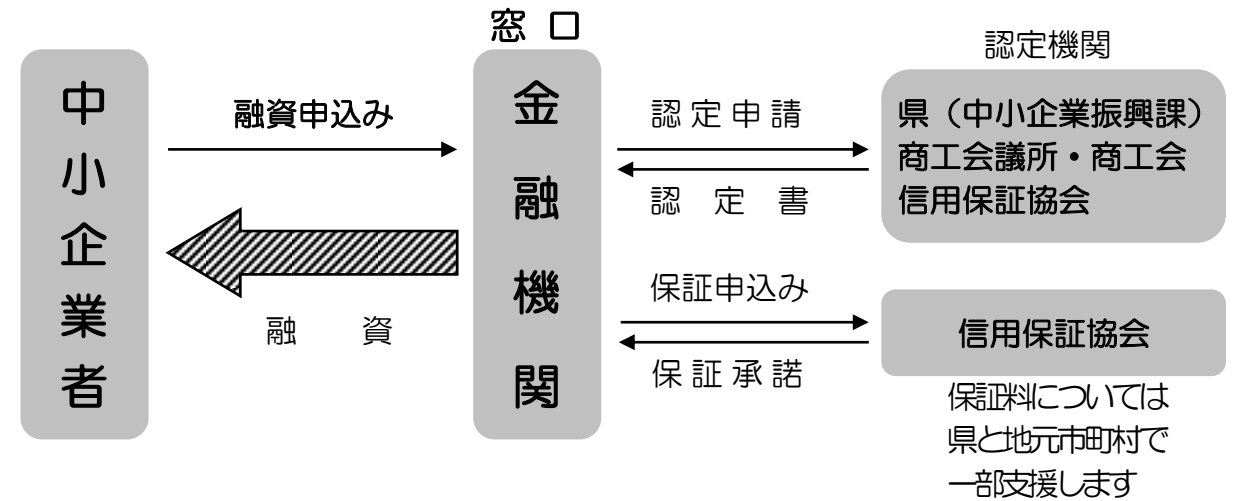 中小企業者
融資申込み
融資
窓口
金融機関
認定申請
認定書
保証申込み
保証承諾
認定機関
県（中小企業振興課）
商工会議所・商工会
信用保証協会
信用保証協会
保証料については
県と地元市町村で
一部支援します